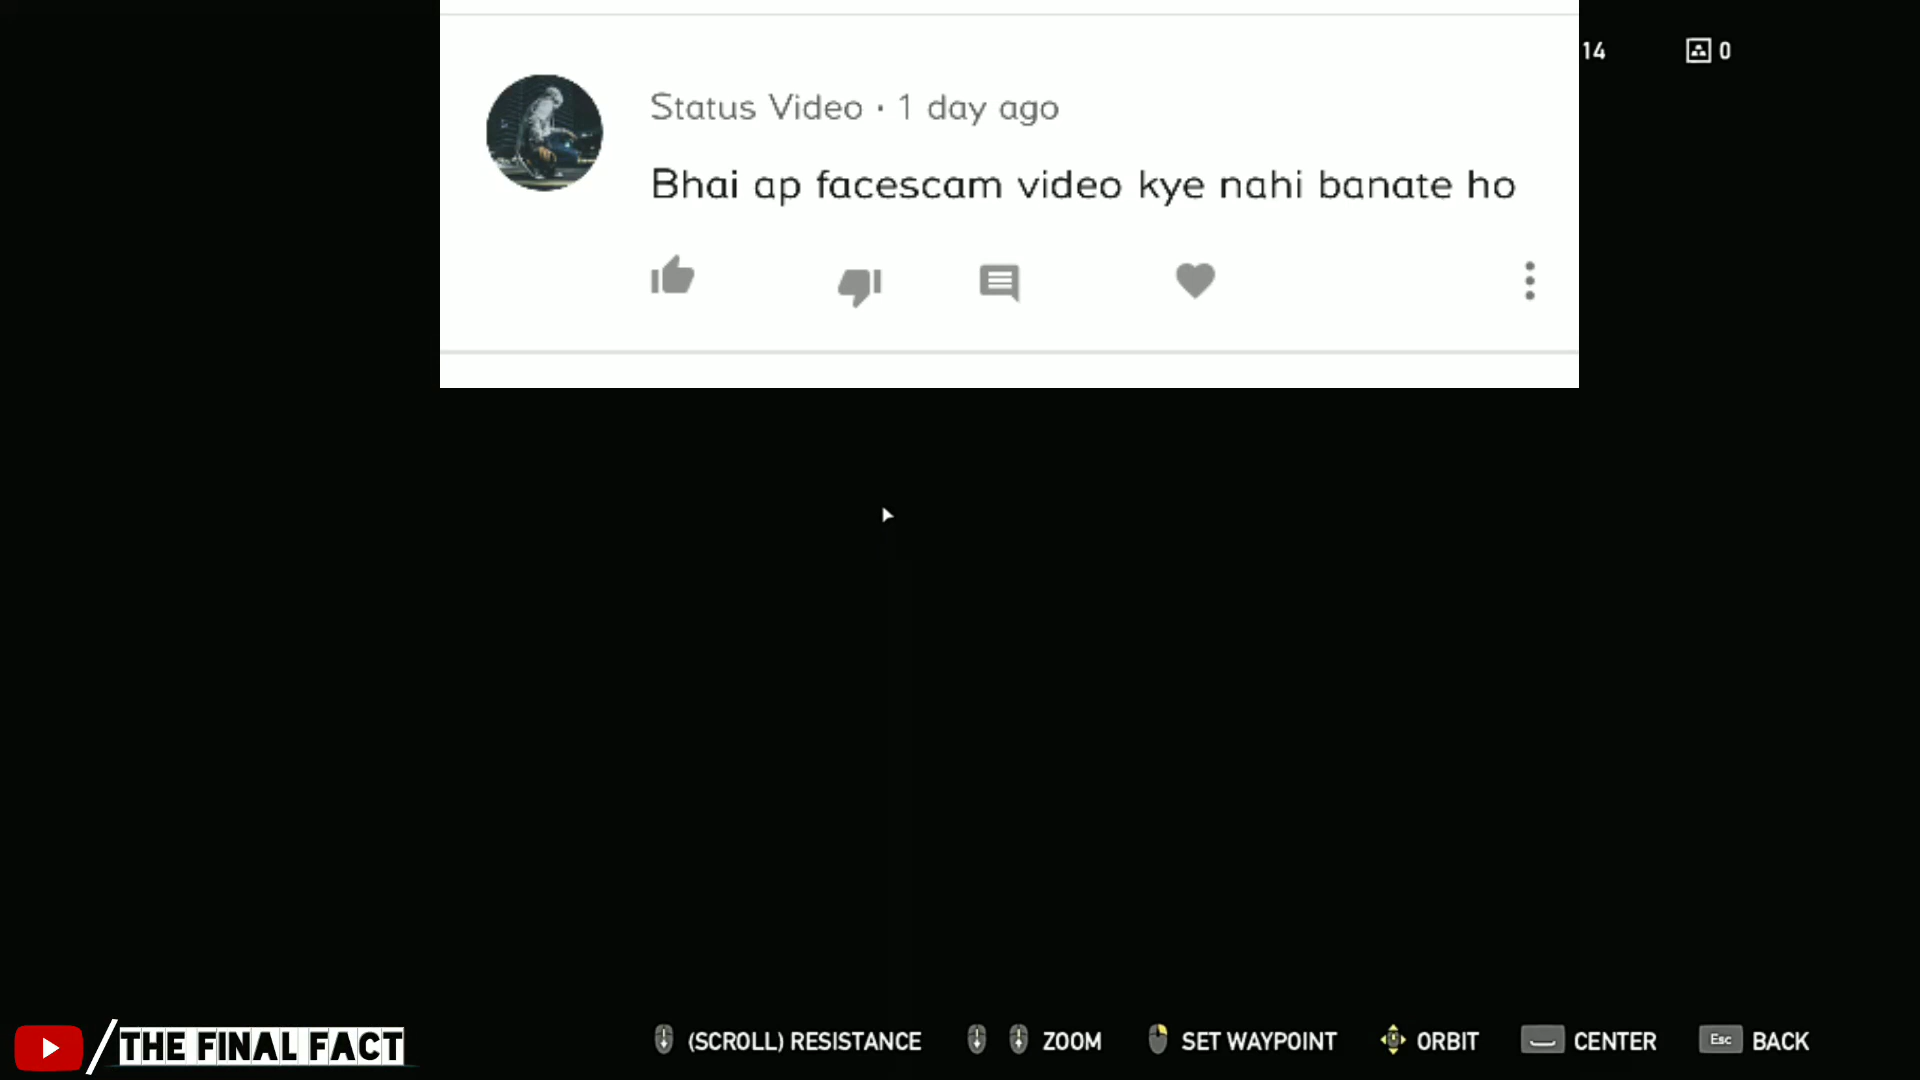 14 0
Status Video · 1 day ago
Bhai ap facescam video kye nahi banate ho
/THE FINAL FACT
(SCROLL) RESISTANCE ZOOM SET WAYPOINT ORBIT CENTER Esc BACK